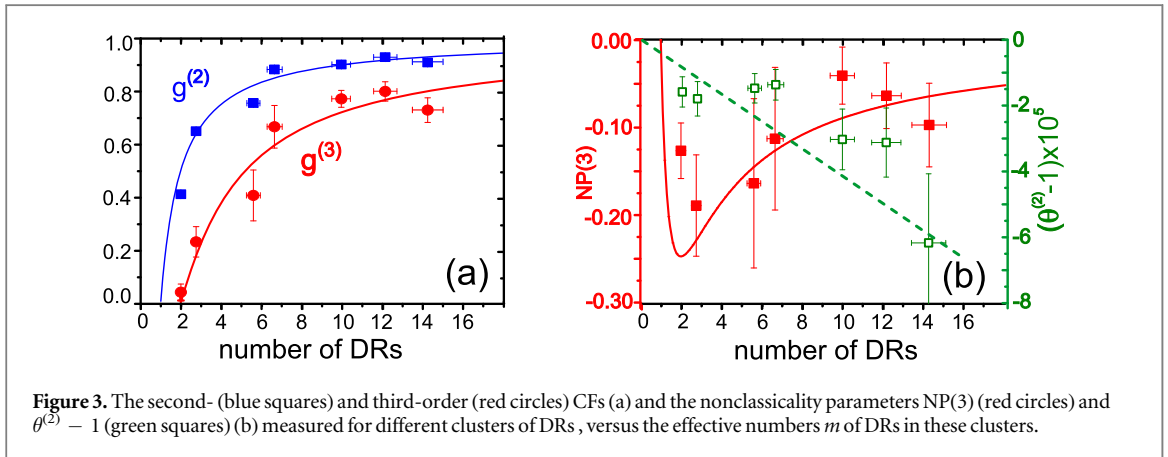 1.0
0.8
0.6
0.4
0.2
0.0
g(2)
g(3)
(a)
0 2 4 6 8 10 12 14 16
number of DRs
0.00
-0.10
-0.20
-0.30
NP(3)
(b)
0 2 4 6 8 10 12 14 16
number of DRs
0
-2
-4
-6
-8
(θ(2)-1)x10⁵
Figure 3. The second- (blue squares) and third-order (red circles) CFs (a) and the nonclassicality parameters NP(3) (red circles) and
θ(2) − 1 (green squares) (b) measured for different clusters of DRs , versus the effective numbers m of DRs in these clusters.